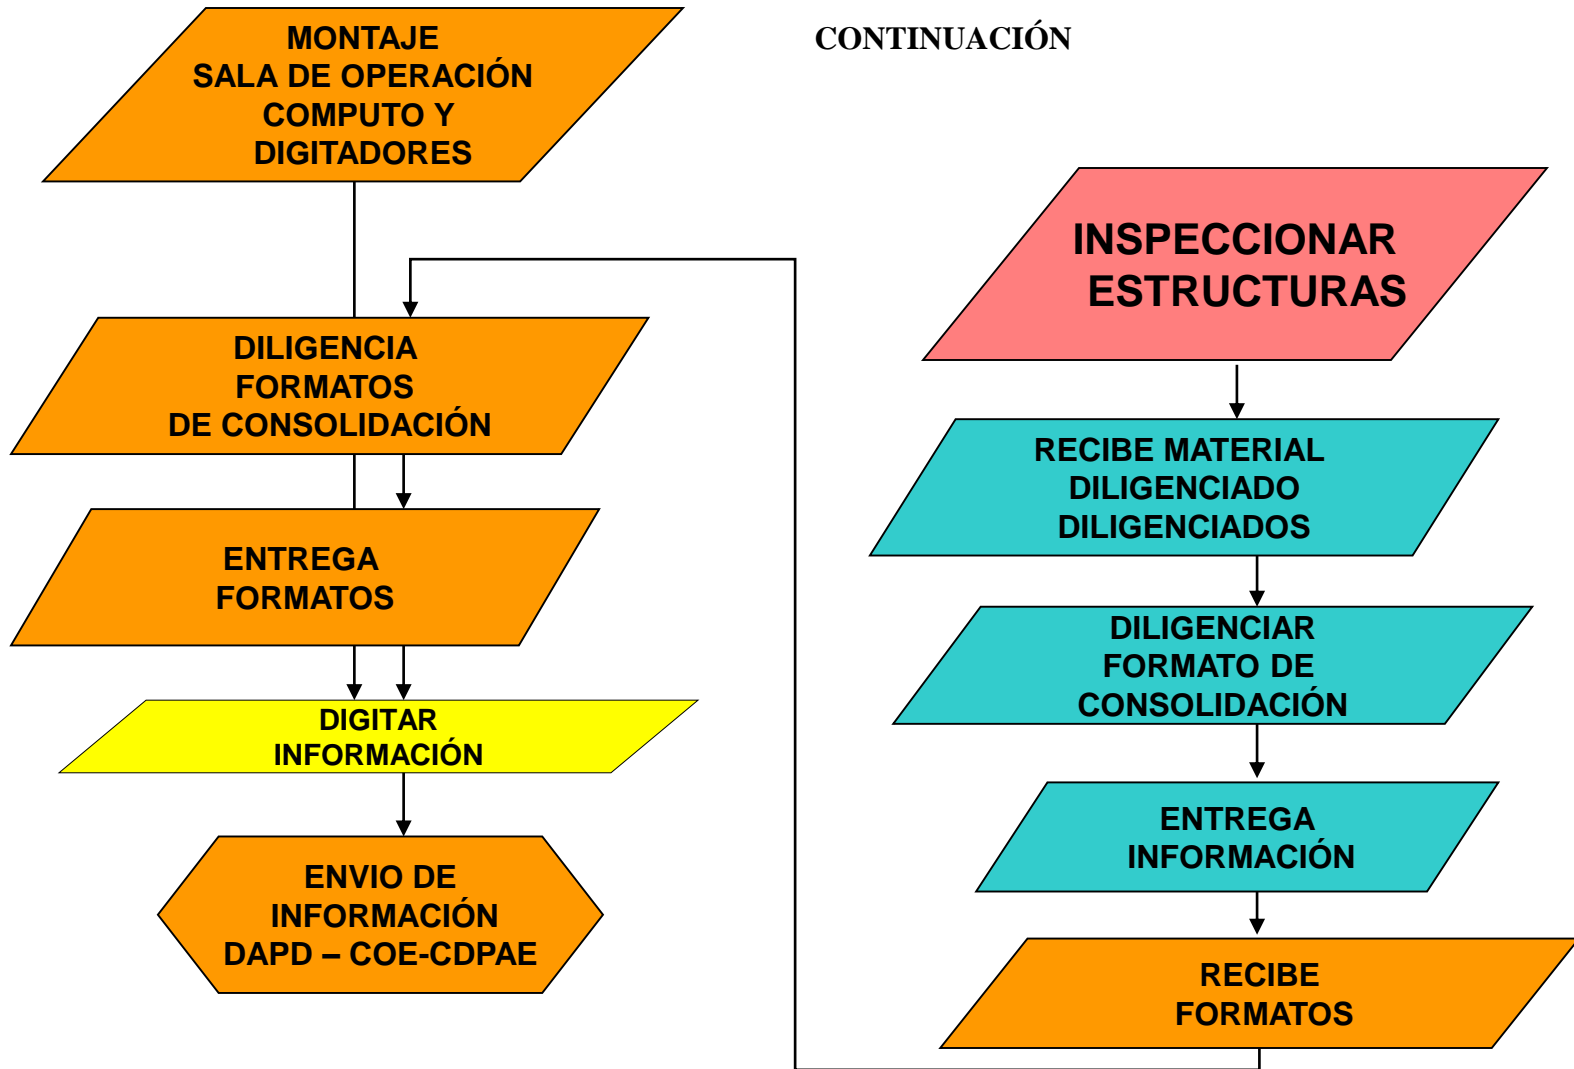 CONTINUACIÓN
MONTAJE
SALA DE OPERACIÓN
COMPUTO Y
DIGITADORES
DILIGENCIA
FORMATOS
DE CONSOLIDACIÓN
ENTREGA
FORMATOS
DIGITAR
INFORMACIÓN
ENVIO DE
INFORMACIÓN
DAPD – COE-CDPAE
INSPECCIONAR
ESTRUCTURAS
RECIBE MATERIAL
DILIGENCIADO
DILIGENCIADOS
DILIGENCIAR
FORMATO DE
CONSOLIDACIÓN
ENTREGA
INFORMACIÓN
RECIBE
FORMATOS